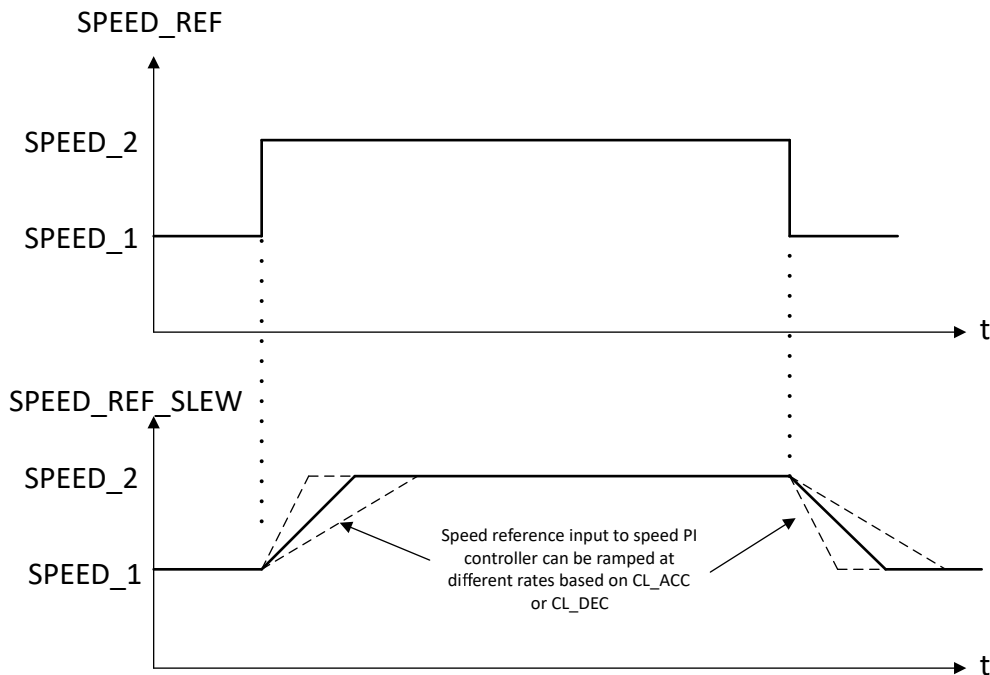 SPEED_REF
SPEED_2
SPEED_1
t
SPEED_REF_SLEW
SPEED_2
SPEED_1
Speed reference input to speed PI
controller can be ramped at
different rates based on CL_ACC
or CL_DEC
t